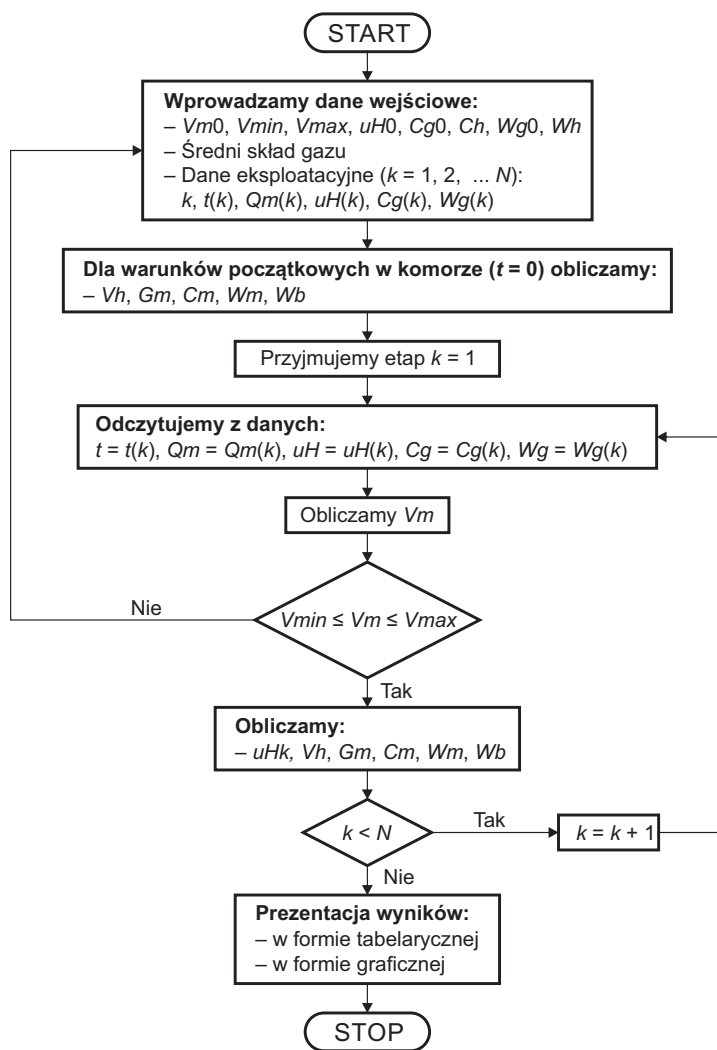 START
Wprowadzamy dane wejściowe:
– Vm0, Vmin, Vmax, uH0, Cg0, Ch, Wg0, Wh
– Średni skład gazu
– Dane eksploatacyjne (k = 1, 2, ... N):
k, t(k), Qm(k), uH(k), Cg(k), Wg(k)
Dla warunków początkowych w komorze (t = 0) obliczamy:
– Vh, Gm, Cm, Wm, Wb
Przyjmujemy etap k = 1
Odczytujemy z danych:
t = t(k), Qm = Qm(k), uH = uH(k), Cg = Cg(k), Wg = Wg(k)
Obliczamy Vm
Nie
Vmin ≤ Vm ≤ Vmax
Tak
Obliczamy:
– uHk, Vh, Gm, Cm, Wm, Wb
k < N
Tak
k = k + 1
Nie
Prezentacja wyników:
– w formie tabelarycznej
– w formie graficznej
STOP